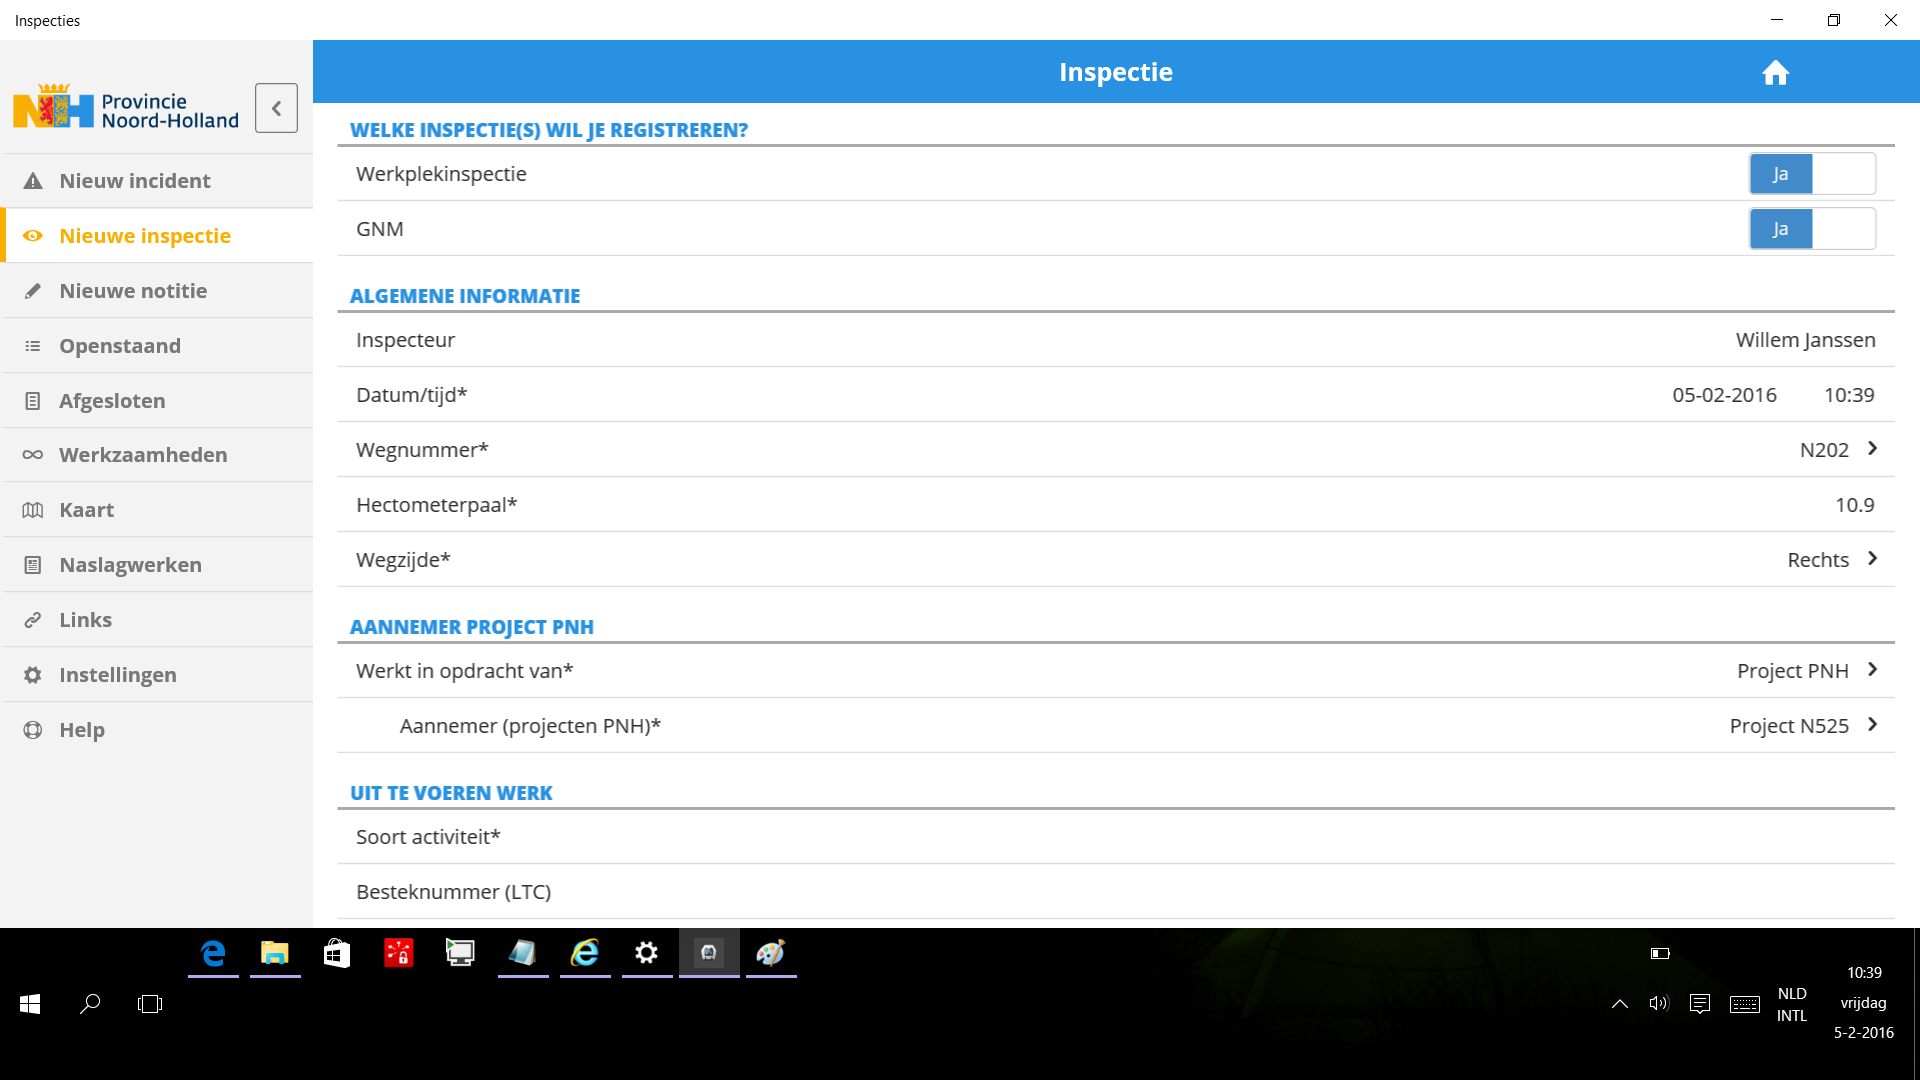 Inspecties
Provincie
Noord-Holland
Nieuw incident
Nieuwe inspectie
Nieuwe notitie
Openstaand
Afgesloten
Werkzaamheden
Kaart
Naslagwerken
Links
Instellingen
Help
Inspectie
WELKE INSPECTIE(S) WIL JE REGISTREREN?
Werkplekinspectie Ja
GNM Ja
ALGEMENE INFORMATIE
Inspecteur Willem Janssen
Datum/tijd* 05-02-2016 10:39
Wegnummer* N202
Hectometerpaal* 10.9
Wegzijde* Rechts
AANNEMER PROJECT PNH
Werkt in opdracht van* Project PNH
Aannemer (projecten PNH)* Project N525
UIT TE VOEREN WERK
Soort activiteit*
Besteknummer (LTC)
NLD
INTL
10:39
vrijdag
5-2-2016